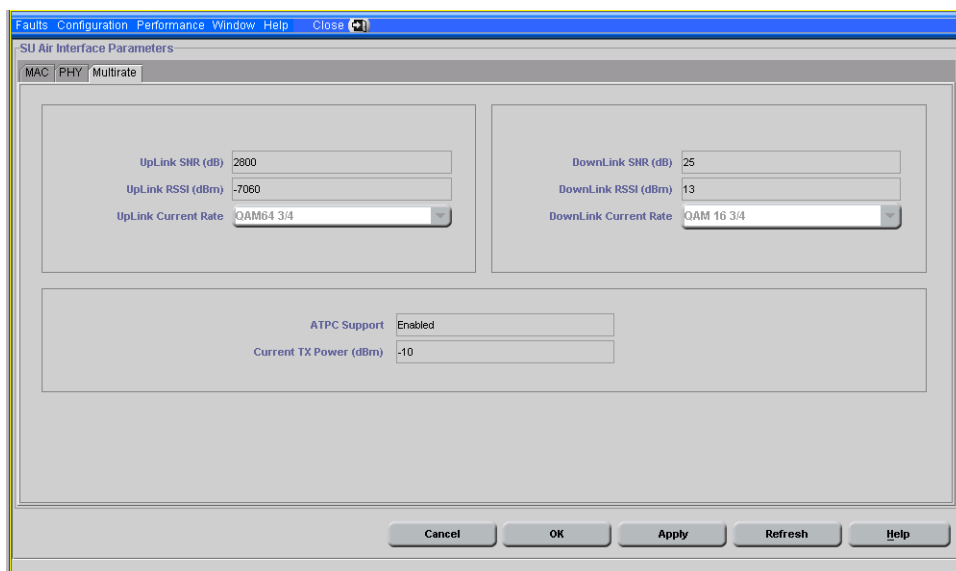 Faults Configuration Performance Window Help Close
SU Air Interface Parameters
MAC PHY Multirate
UpLink SNR (dB) 2800
UpLink RSSI (dBm) -7060
UpLink Current Rate QAM64 3/4
DownLink SNR (dB) 25
DownLink RSSI (dBm) 13
DownLink Current Rate QAM 16 3/4
ATPC Support Enabled
Current TX Power (dBm) -10
Cancel OK Apply Refresh Help